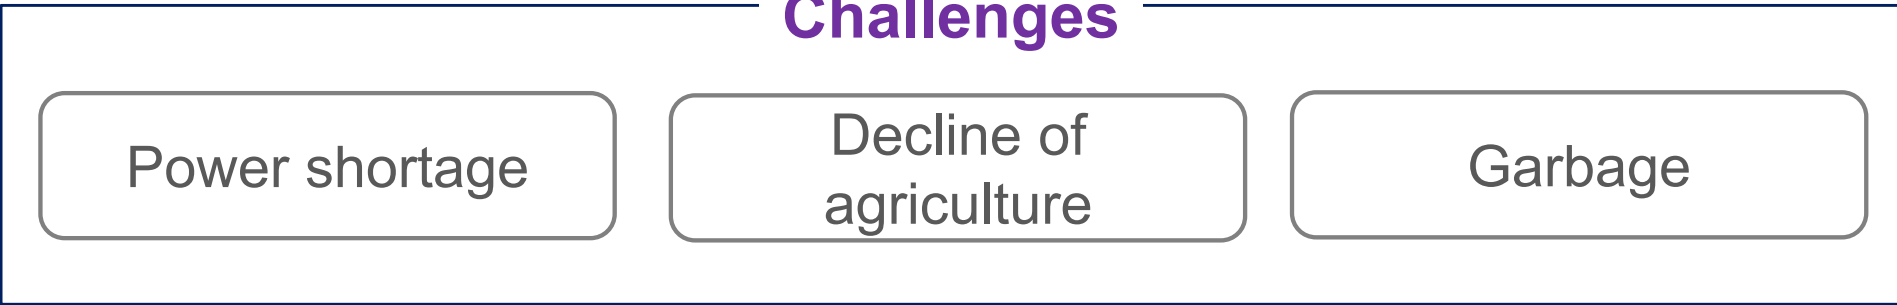 Challenges
Power shortage
Decline of
agriculture
Garbage